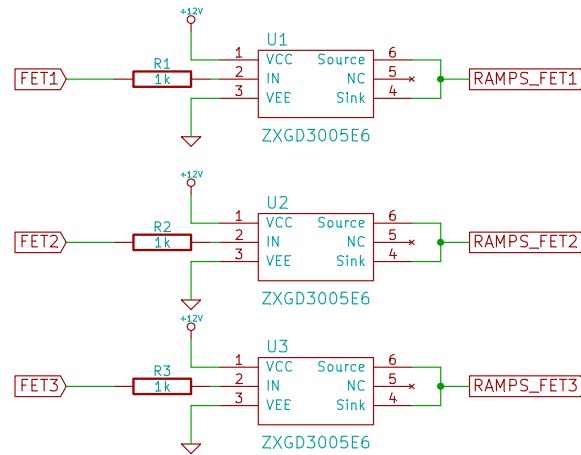 +12V
U1
R1
FET1
1k
1 VCC Source 6
2 IN NC 5
3 VEE Sink 4
RAMPS_FET1
ZXGD3005E6
+12V
U2
R2
FET2
1k
1 VCC Source 6
2 IN NC 5
3 VEE Sink 4
RAMPS_FET2
ZXGD3005E6
+12V
U3
R3
FET3
1k
1 VCC Source 6
2 IN NC 5
3 VEE Sink 4
RAMPS_FET3
ZXGD3005E6